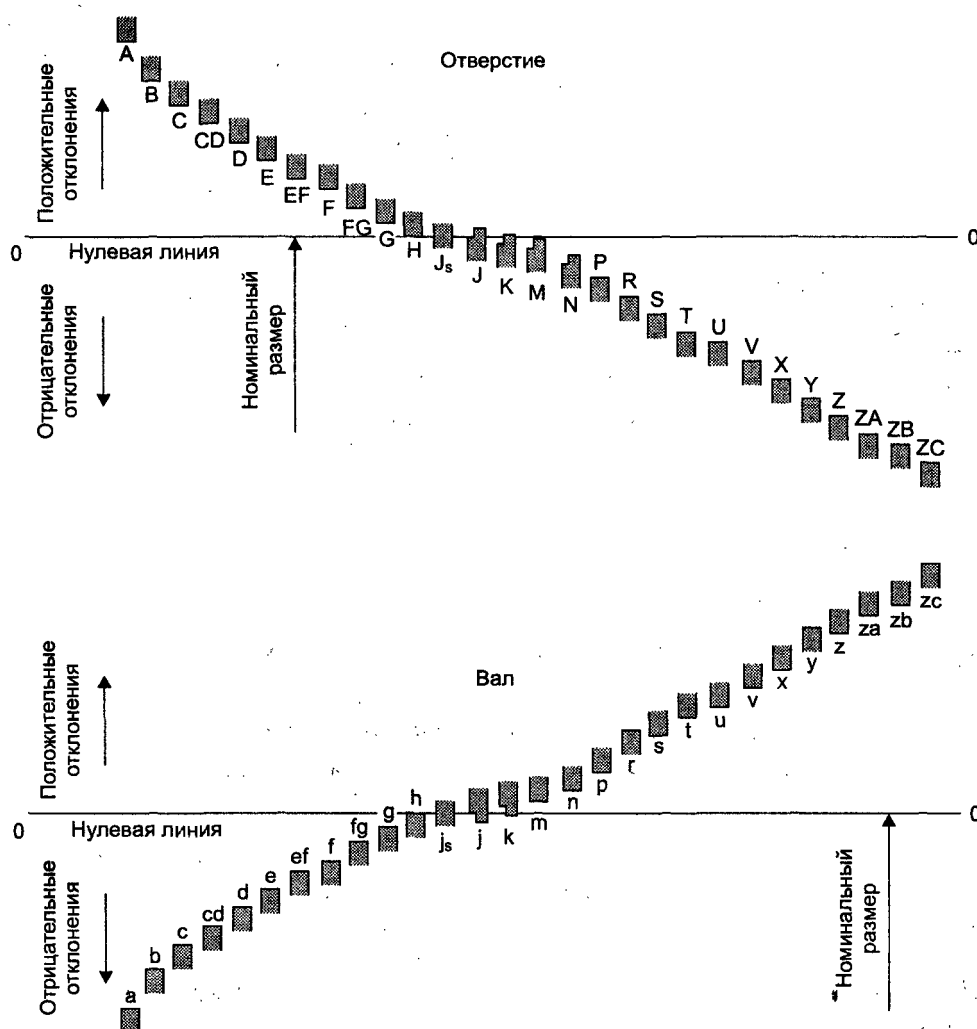 Отверстие
Положительные
отклонения
A
B
C
CD
D
E
EF
F
FG
G
H
Js
J
K
M
N
P
R
S
T
U
V
X
Y
Z
ZA
ZB
ZC
0
Нулевая линия
0
Отрицательные
отклонения
Номинальный
размер
Вал
Положительные
отклонения
zc
zb
za
z
y
x
v
u
t
s
r
p
n
m
k
j
js
h
g
fg
f
ef
e
d
cd
c
b
a
0
Нулевая линия
0
Отрицательные
отклонения
Номинальный
размер